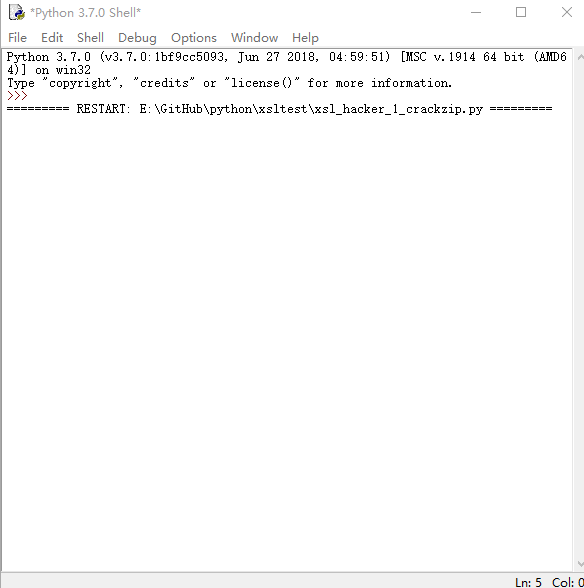 *Python 3.7.0 Shell*
File Edit Shell Debug Options Window Help
Python 3.7.0 (v3.7.0:1bf9cc5093, Jun 27 2018, 04:59:51) [MSC v.1914 64 bit (AMD6
4)] on win32
Type "copyright", "credits" or "license()" for more information.
>>>
========= RESTART: E:\GitHub\python\xsltest\xsl_hacker_1_crackzip.py =========
Ln: 5 Col: 0